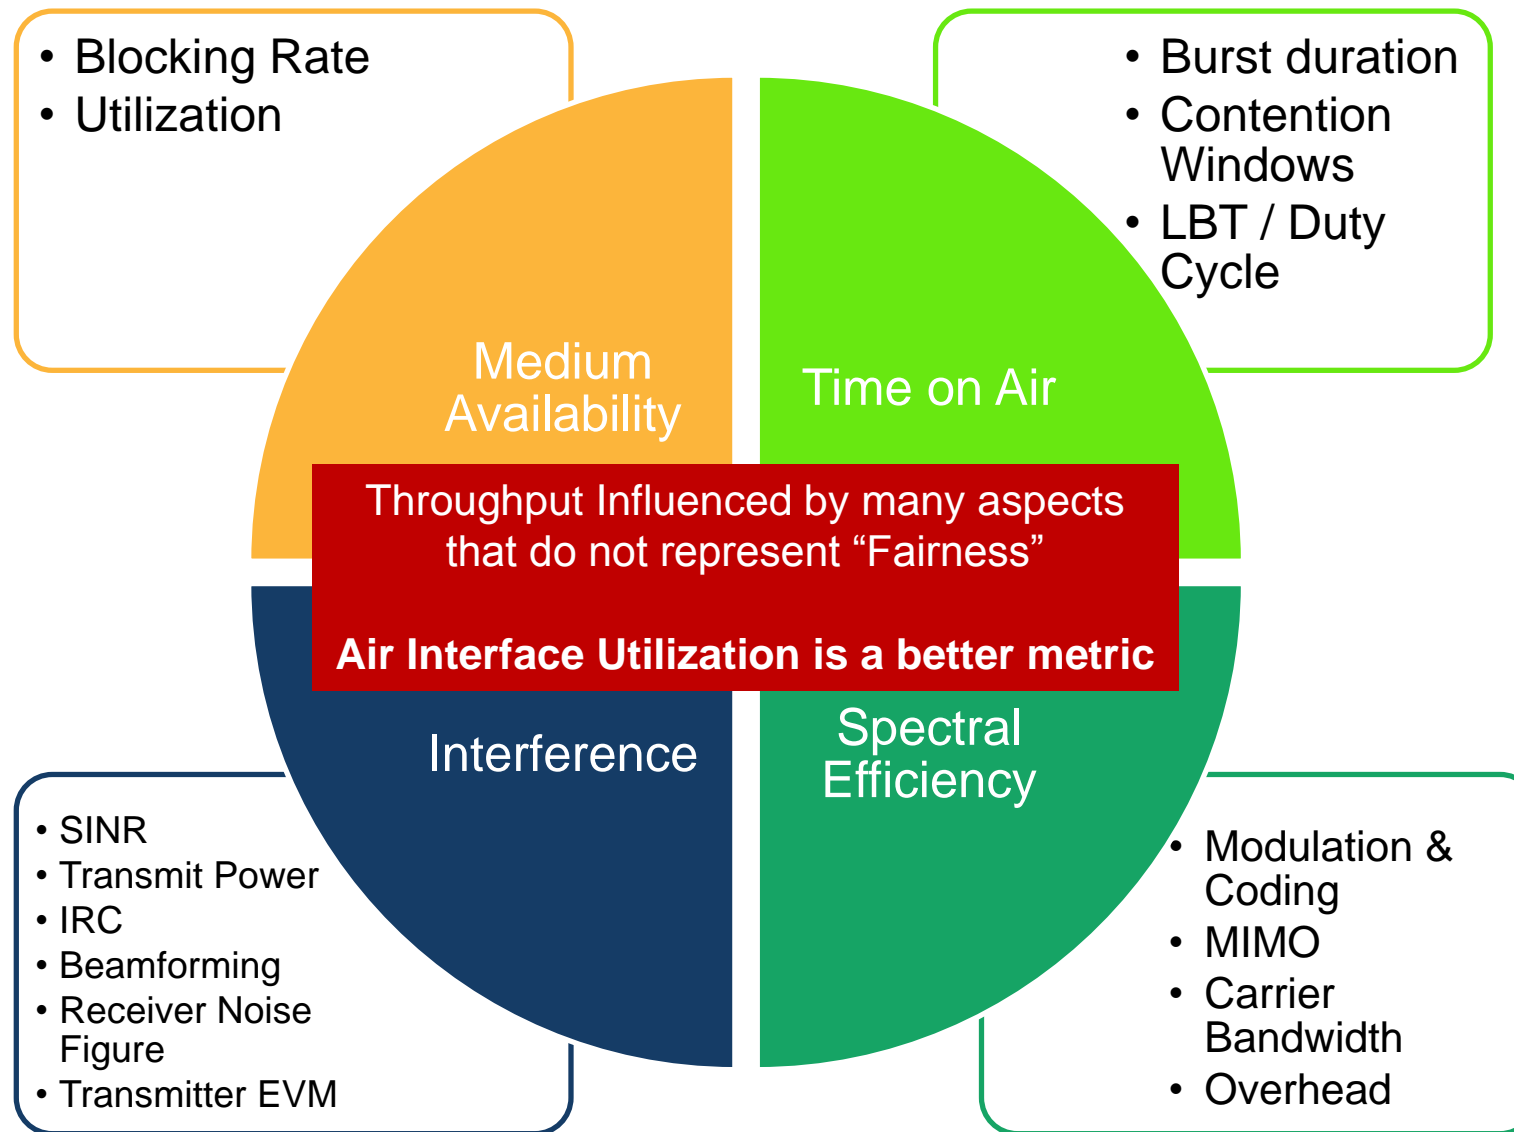 • Blocking Rate
• Utilization
• Burst duration
• Contention
Windows
• LBT / Duty
Cycle
Medium
Availability
Time on Air
Throughput Influenced by many aspects
that do not represent “Fairness”
Air Interface Utilization is a better metric
Interference
Spectral
Efficiency
• SINR
• Transmit Power
• IRC
• Beamforming
• Receiver Noise
Figure
• Transmitter EVM
• Modulation &
Coding
• MIMO
• Carrier
Bandwidth
• Overhead